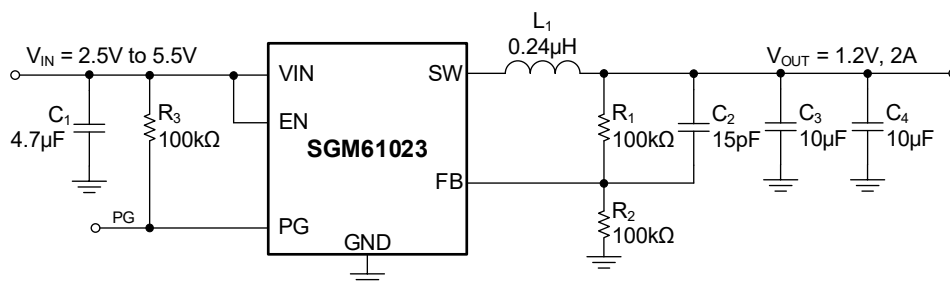 L₁
0.24µH
V_IN = 2.5V to 5.5V
V_OUT = 1.2V, 2A
VIN
SW
EN
C₁
4.7µF
R₃
100kΩ
SGM61023
R₁
100kΩ
C₂
15pF
C₃
10µF
C₄
10µF
FB
PG
PG
R₂
100kΩ
GND